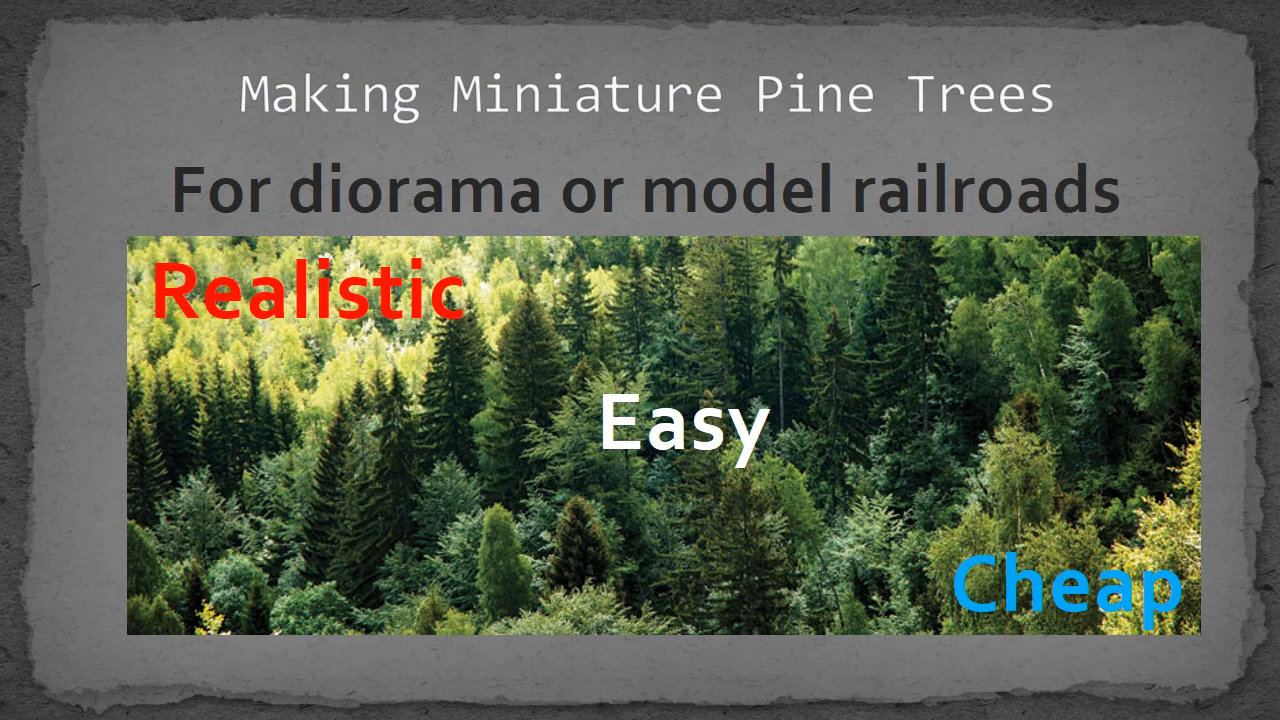 Making Miniature Pine Trees
For diorama or model railroads
Realistic
Easy
Cheap